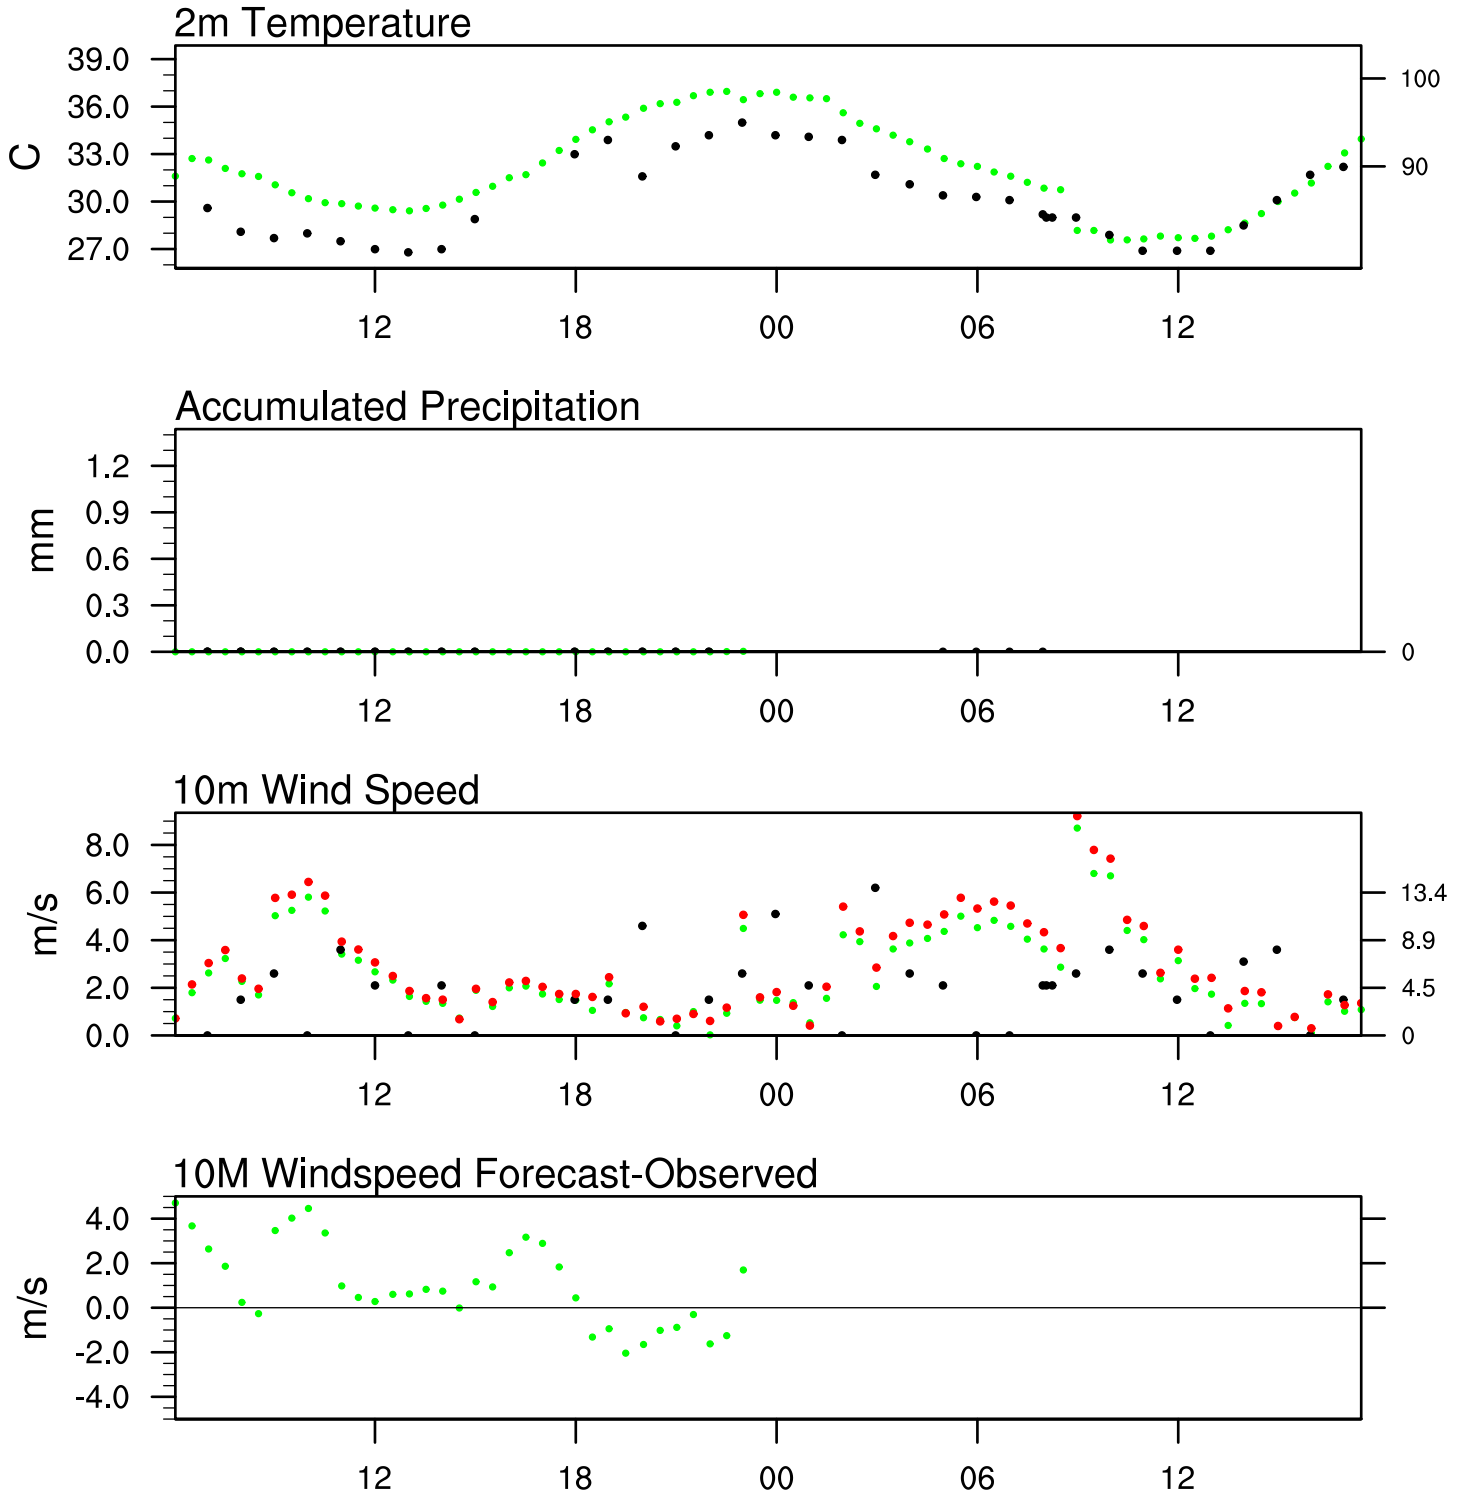 2m Temperature
39.0
36.0
33.0
30.0
27.0
C
100
90
12 18 00 06 12
Accumulated Precipitation
1.2
0.9
0.6
0.3
0.0
mm
0
12 18 00 06 12
10m Wind Speed
8.0
6.0
4.0
2.0
0.0
m/s
13.4
8.9
4.5
0
12 18 00 06 12
10M Windspeed Forecast-Observed
4.0
2.0
0.0
-2.0
-4.0
m/s
12 18 00 06 12